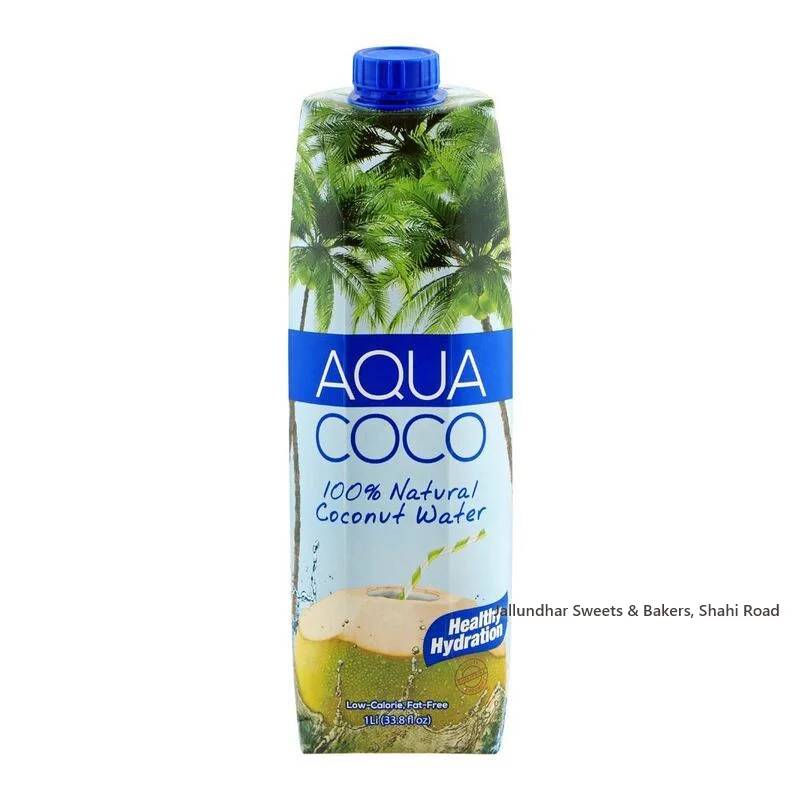 AQUA
COCO
100% Natural
Coconut Water
Jallundhar Sweets & Bakers, Shahi Road
Healthy
Hydration
Low-Calorie, Fat-Free
1Li (33.8 fl oz)